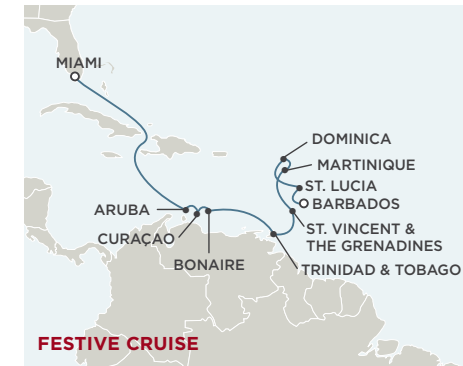 MIAMI
DOMINICA
MARTINIQUE
ST. LUCIA
BARBADOS
ARUBA
ST. VINCENT &
THE GRENADINES
CURAÇAO
BONAIRE
TRINIDAD & TOBAGO
FESTIVE CRUISE